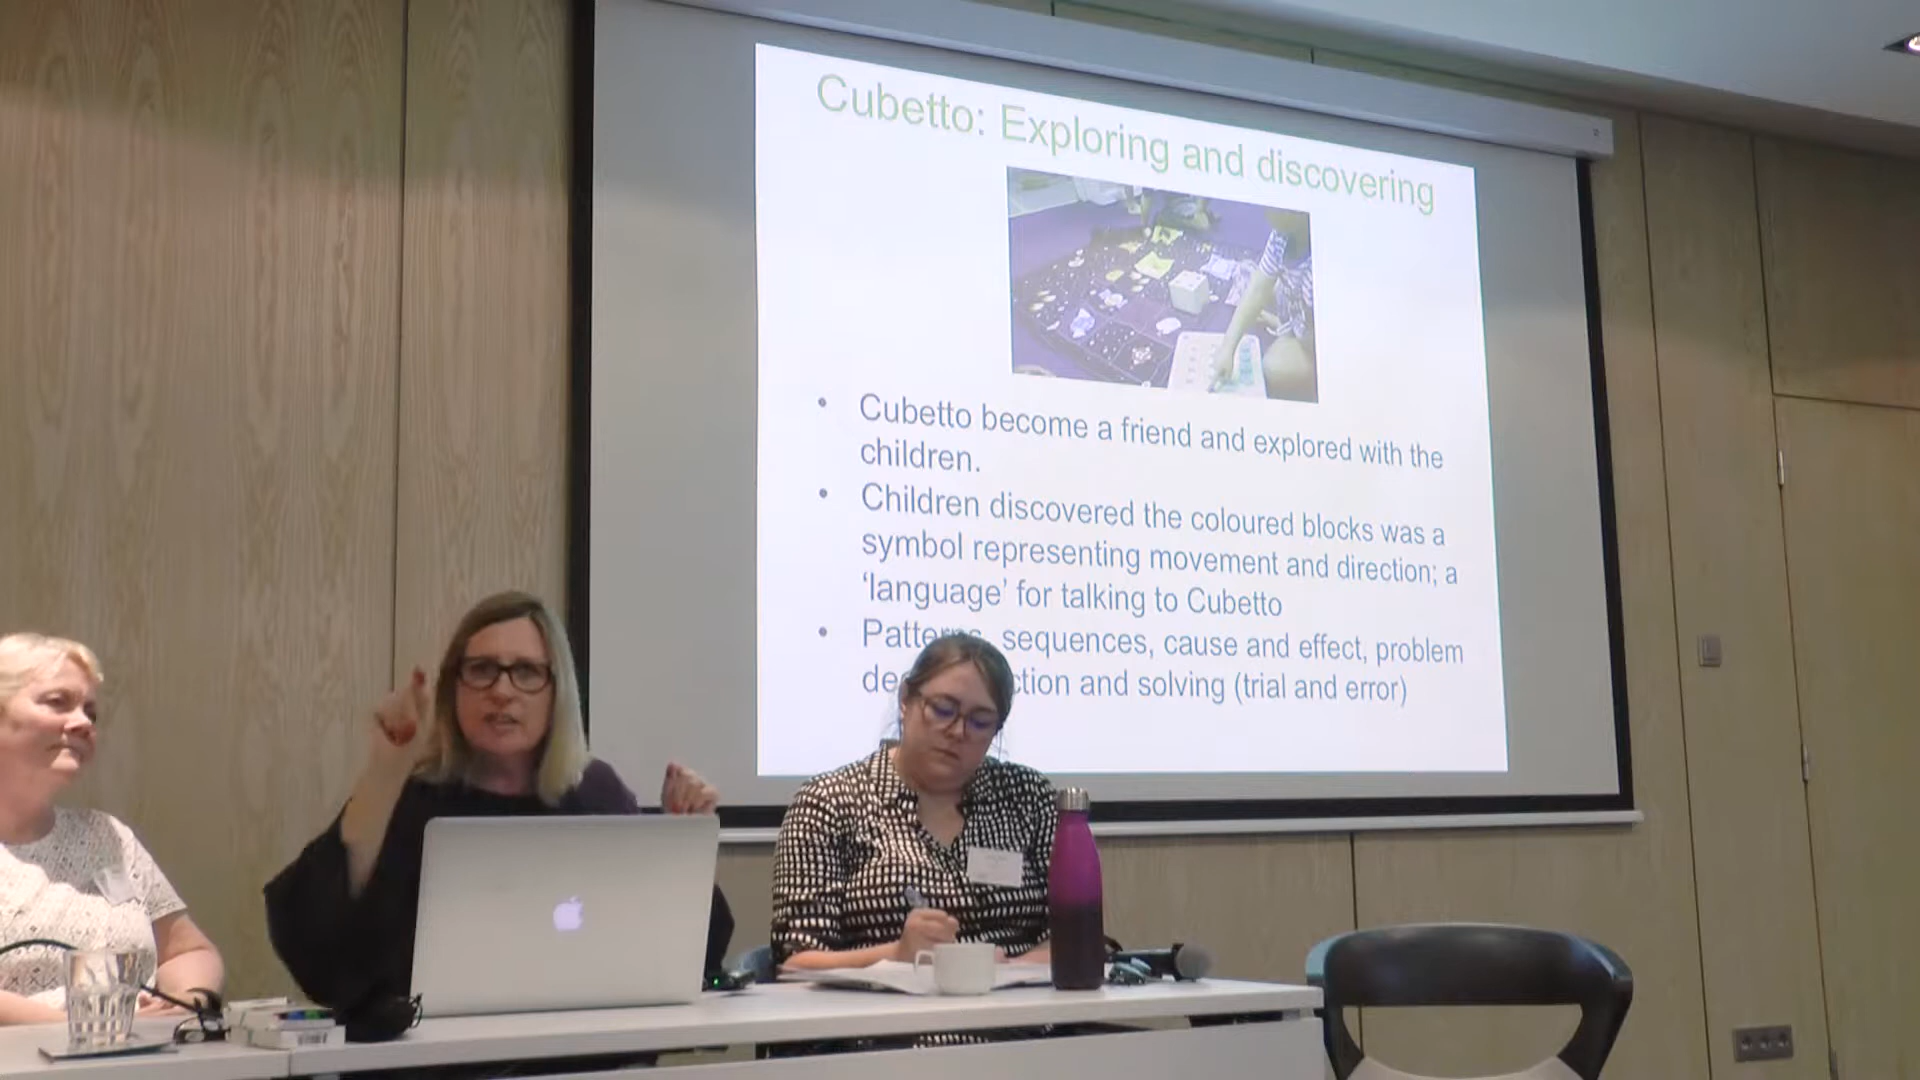 Cubetto: Exploring and discovering
• Cubetto become a friend and explored with the
children.
• Children discovered the coloured blocks was a
symbol representing movement and direction; a
‘language’ for talking to Cubetto
• sequences, cause and effect, problem
and solving (trial and error)